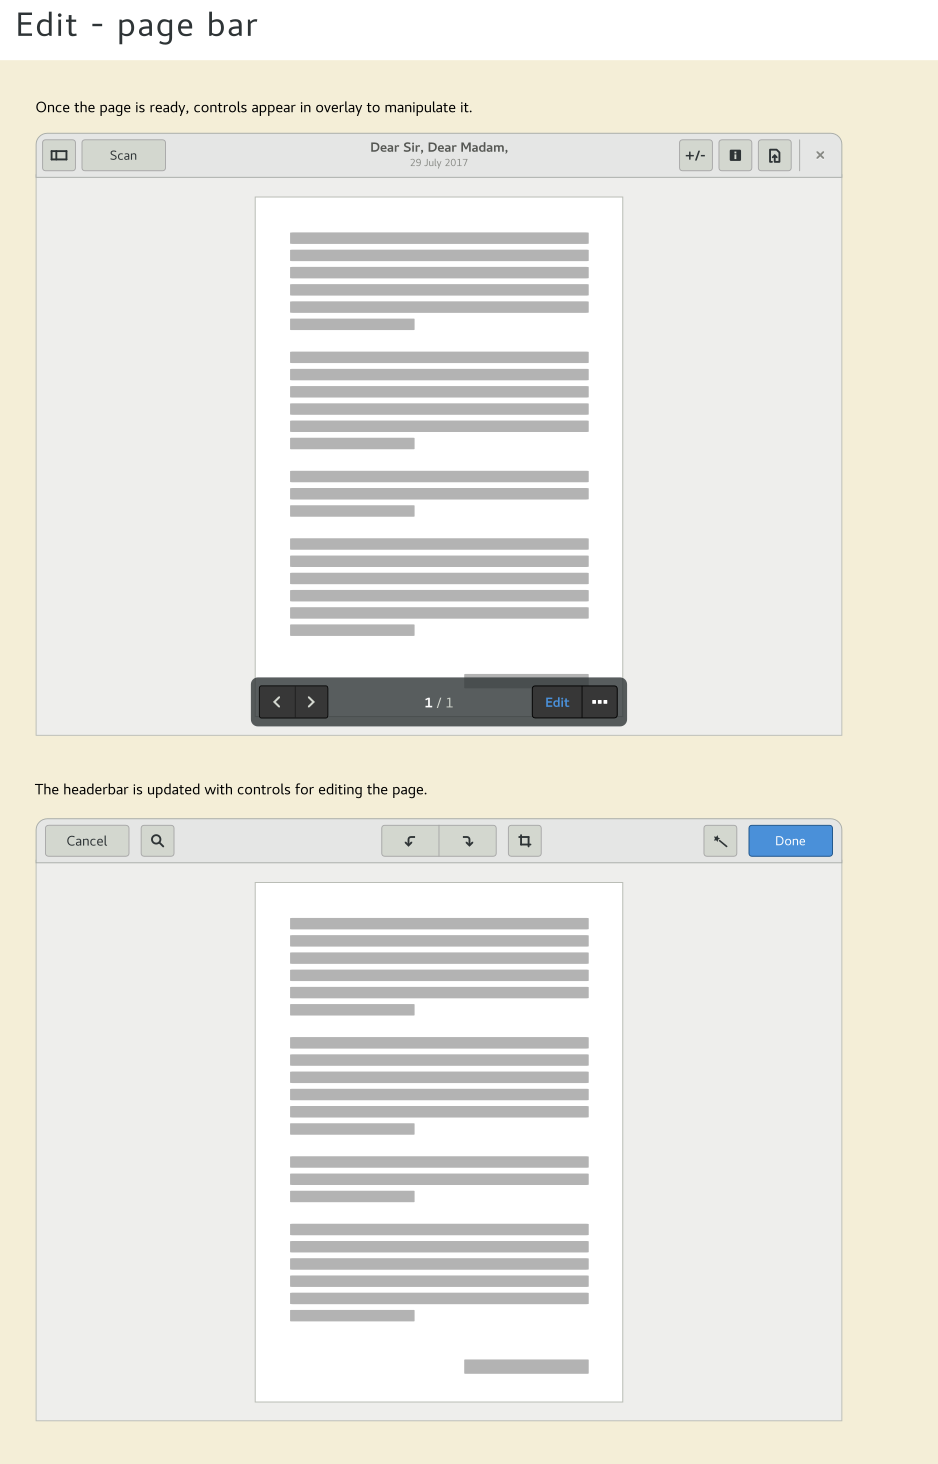 Edit - page bar
Once the page is ready, controls appear in overlay to manipulate it.
Scan
Dear Sir, Dear Madam,
29 July 2017
+/-
1 / 1
Edit
The headerbar is updated with controls for editing the page.
Cancel
Done